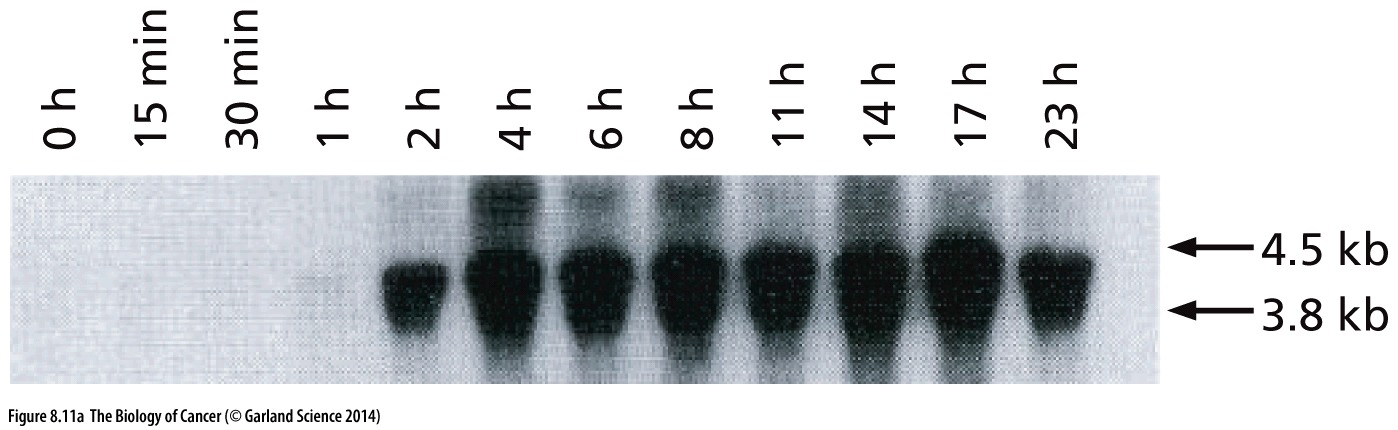 0 h 15 min 30 min 1 h 2 h 4 h 6 h 8 h 11 h 14 h 17 h 23 h
4.5 kb
3.8 kb
Figure 8.11a The Biology of Cancer (© Garland Science 2014)